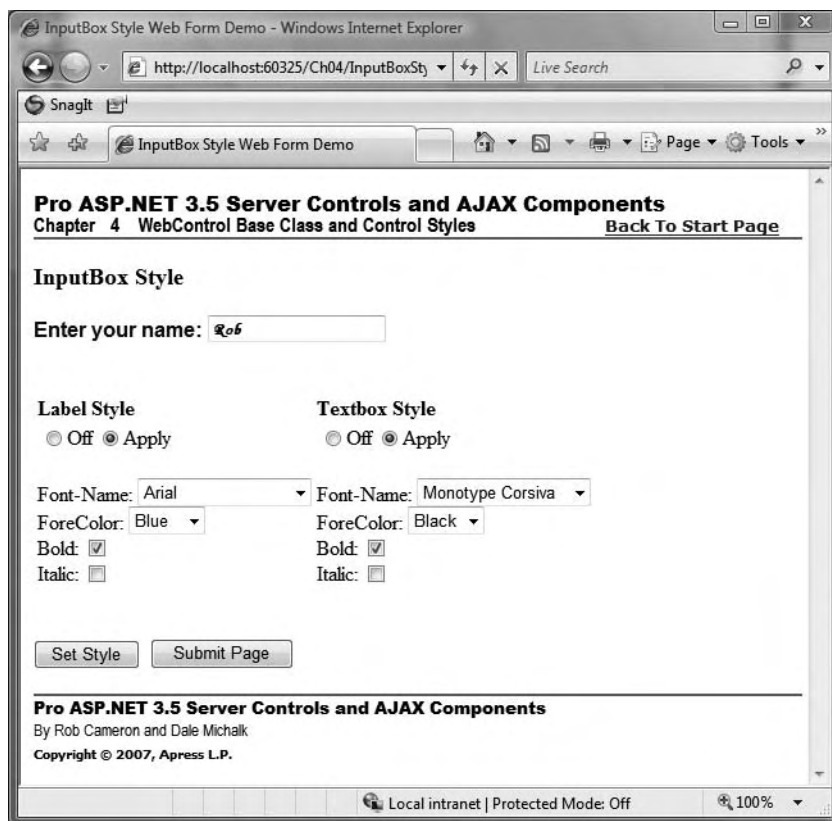 InputBox Style Web Form Demo - Windows Internet Explorer
http://localhost:60325/Ch04/InputBoxSty
Live Search
SnagIt
InputBox Style Web Form Demo
Page
Tools
Pro ASP.NET 3.5 Server Controls and AJAX Components
Chapter 4 WebControl Base Class and Control Styles
Back To Start Page
InputBox Style
Enter your name: Rob
Label Style Textbox Style
Off Apply Off Apply
Font-Name: Arial Font-Name: Monotype Corsiva
ForeColor: Blue ForeColor: Black
Bold: Bold:
Italic: Italic:
Set Style Submit Page
Pro ASP.NET 3.5 Server Controls and AJAX Components
By Rob Cameron and Dale Michalk
Copyright © 2007, Apress L.P.
Local intranet | Protected Mode: Off 100%